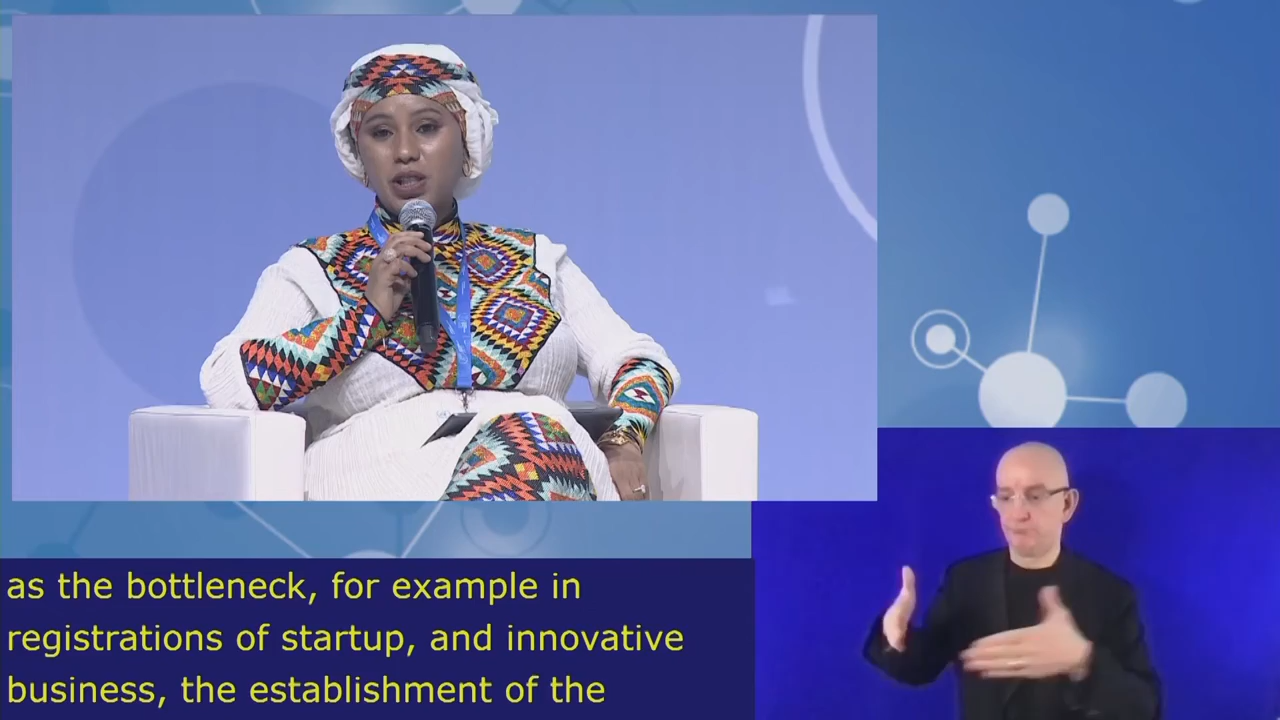 as the bottleneck, for example in
registrations of startup, and innovative
business, the establishment of the